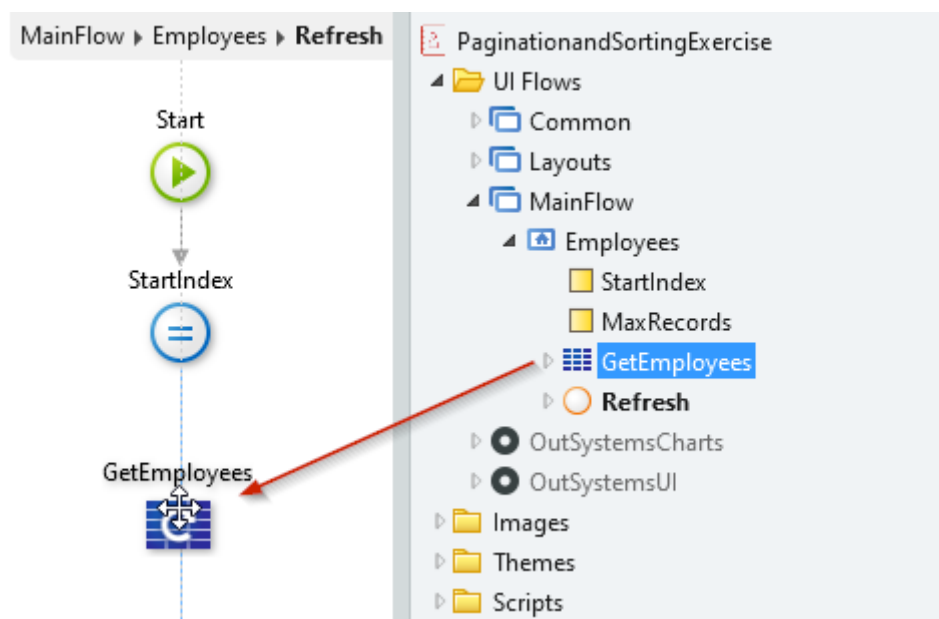 MainFlow Employees Refresh
Start
StartIndex
GetEmployees
PaginationandSortingExercise
UI Flows
Common
Layouts
MainFlow
Employees
StartIndex
MaxRecords
GetEmployees
Refresh
OutSystemsCharts
OutSystemsUI
Images
Themes
Scripts